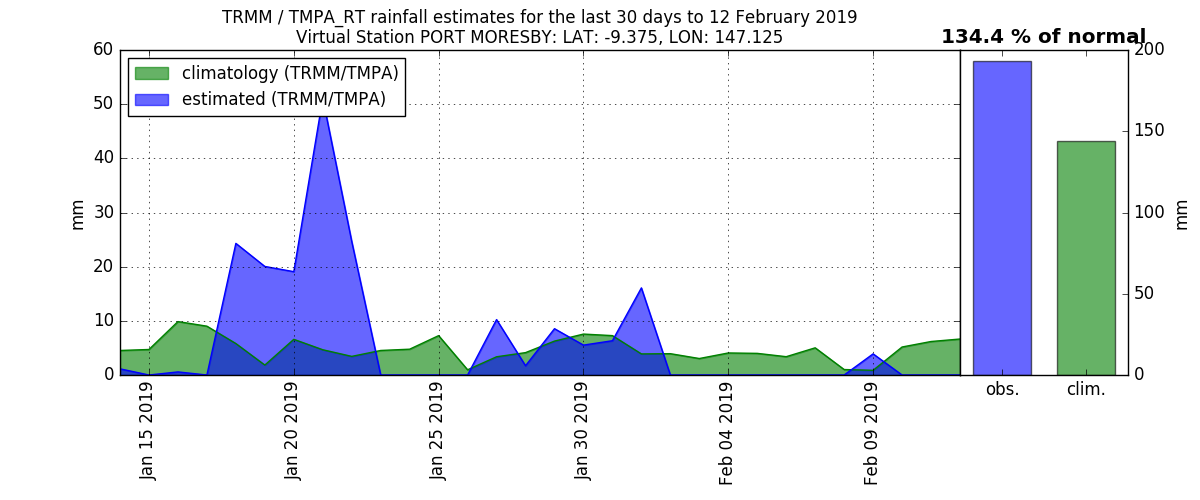 TRMM / TMPA_RT rainfall estimates for the last 30 days to 12 February 2019
Virtual Station PORT MORESBY: LAT: -9.375, LON: 147.125
134.4 % of normal
climatology (TRMM/TMPA)
estimated (TRMM/TMPA)
60
50
40
30
20
10
0
mm
Jan 15 2019
Jan 20 2019
Jan 25 2019
Jan 30 2019
Feb 04 2019
Feb 09 2019
200
150
100
50
0
mm
obs.
clim.